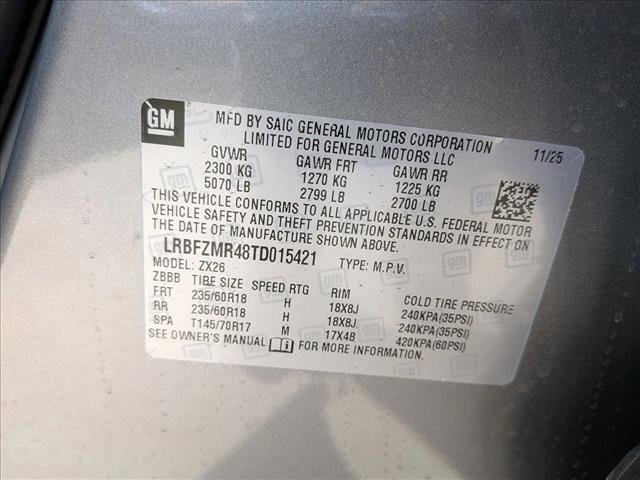 GM
MFD BY SAIC GENERAL MOTORS CORPORATION
LIMITED FOR GENERAL MOTORS LLC
11/25
GVWR GAWR FRT GAWR RR
2300 KG 1270 KG 1225 KG
5070 LB 2799 LB 2700 LB
THIS VEHICLE CONFORMS TO ALL APPLICABLE U.S. FEDERAL MOTOR
VEHICLE SAFETY AND THEFT PREVENTION STANDARDS IN EFFECT ON
THE DATE OF MANUFACTURE SHOWN ABOVE.
LRBFZMR48TD015421 TYPE: M.P.V.
MODEL: ZX26
ZBBB TIRE SIZE SPEED RTG RIM COLD TIRE PRESSURE
FRT 235/60R18 H 18X8J 240KPA(35PSI)
RR 235/60R18 H 18X8J 240KPA(35PSI)
SPA T145/70R17 M 17X4B 420KPA(60PSI)
SEE OWNER'S MANUAL FOR MORE INFORMATION.